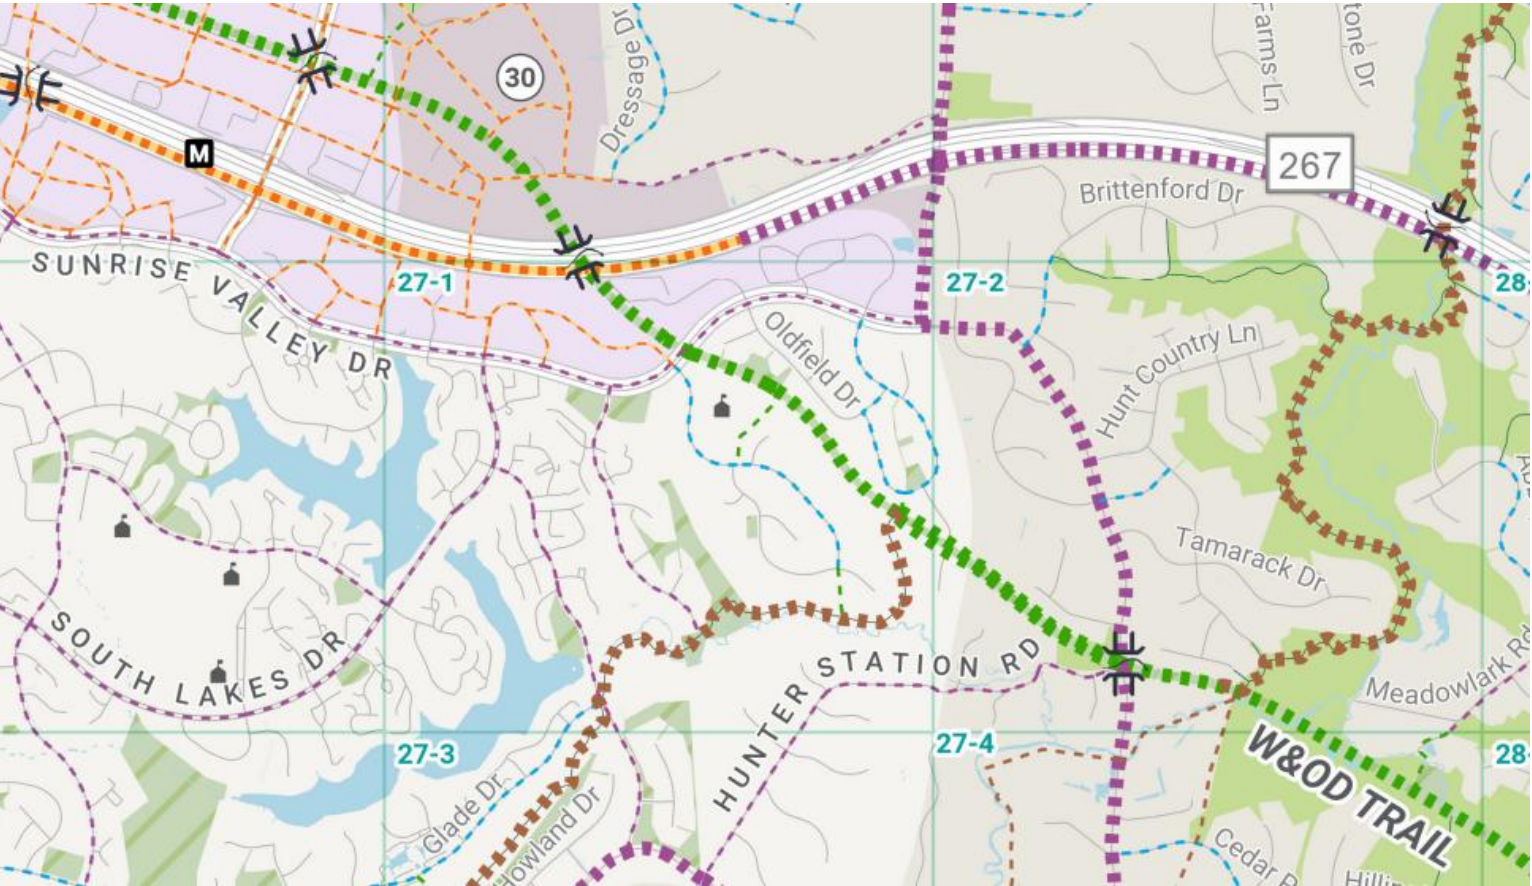 30
Dressage Dr
Farms Ln
tone Dr
M
267
Brittenford Dr
SUNRISE VALLEY DR
27-1
27-2
28-
Oldfield Dr
Hunt Country Ln
Tamarack Dr
SOUTH LAKES DR
HUNTER STATION RD
Meadowlark Rd
27-3
27-4
28-
W&OD TRAIL
Glade Dr
Howland Dr
Cedar